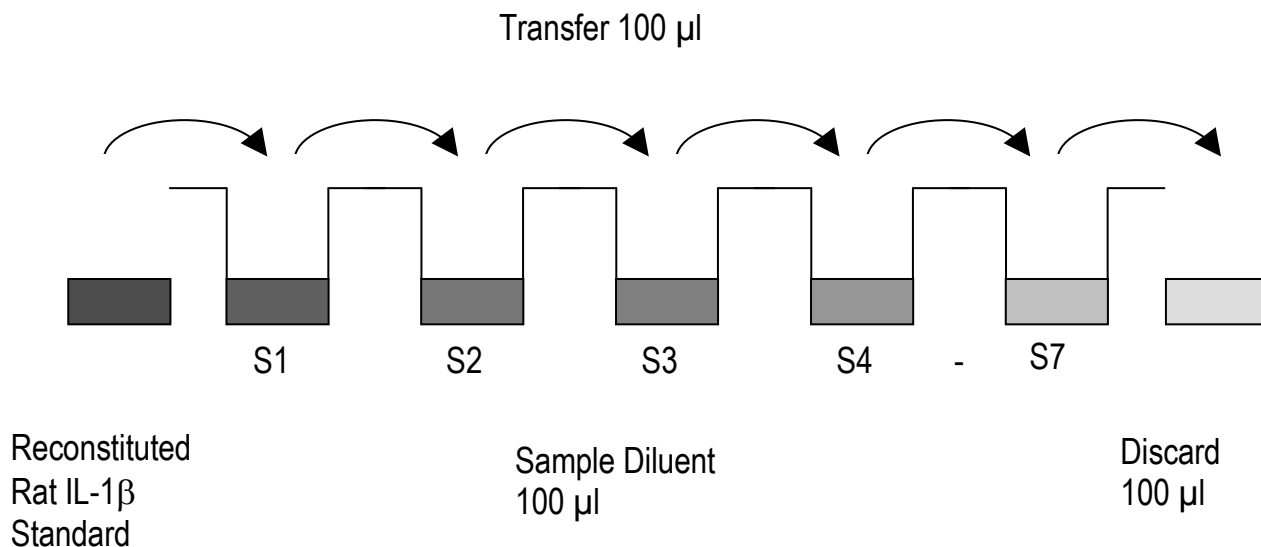 Transfer 100 µl
S1 S2 S3 S4 - S7
Reconstituted
Rat IL-1β
Standard
Sample Diluent
100 µl
Discard
100 µl